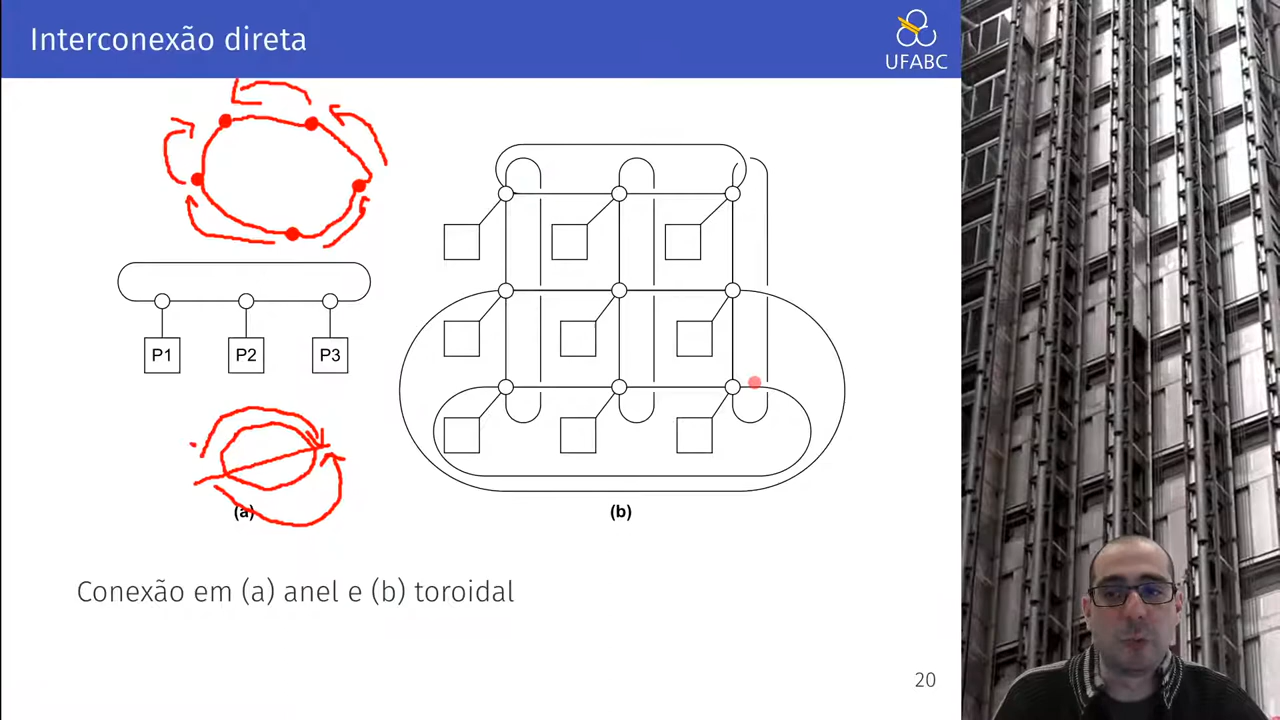 Interconexão direta
UFABC
P1 P2 P3
(a)
(b)
Conexão em (a) anel e (b) toroidal
20